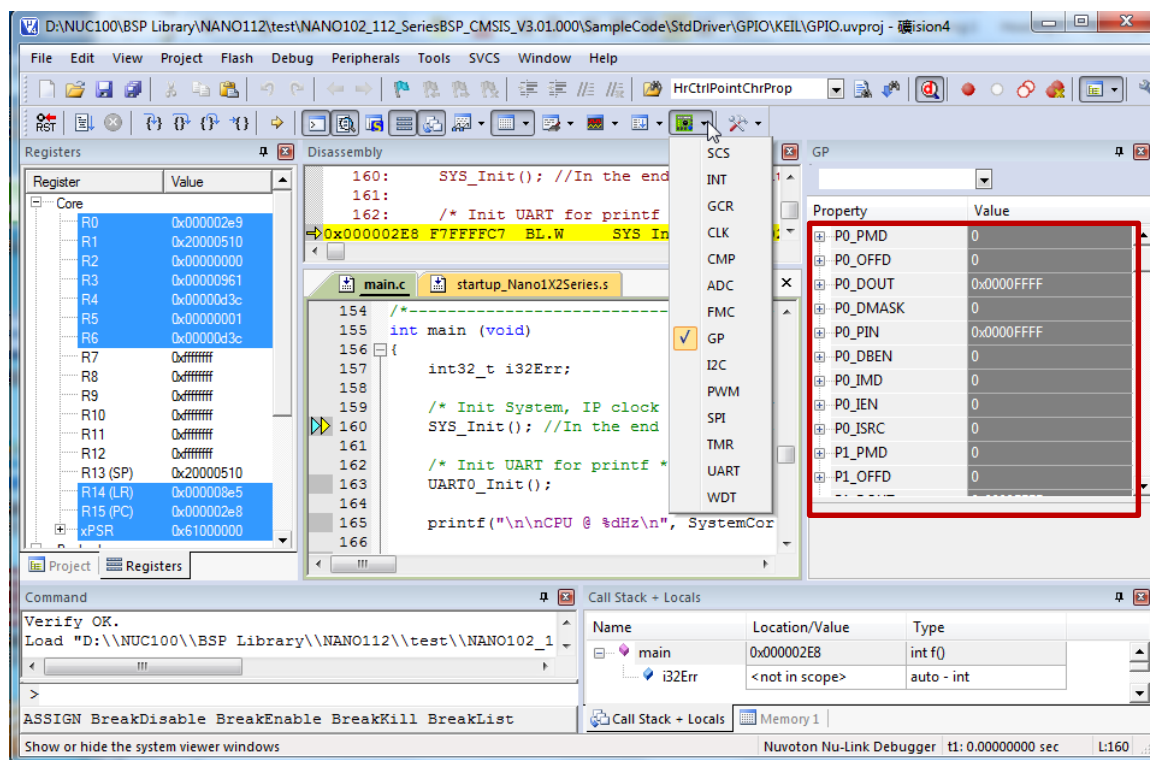 D:\NUC100\BSP Library\NANO112\test\NANO102_112_SeriesBSP_CMSIS_V3.01.000\SampleCode\StdDriver\GPIO\KEIL\GPIO.uvproj - 礦ision4
File Edit View Project Flash Debug Peripherals Tools SVCS Window Help
HrCtrlPointChrProp
RST
Registers
Register Value
Core
R0 0x000002e9
R1 0x20000510
R2 0x00000000
R3 0x00000961
R4 0x00000d3c
R5 0x00000001
R6 0x00000d3c
R7 0xffffffff
R8 0xffffffff
R9 0xffffffff
R10 0xffffffff
R11 0xffffffff
R12 0xffffffff
R13 (SP) 0x20000510
R14 (LR) 0x000008e5
R15 (PC) 0x000002e8
xPSR 0x61000000
Project Registers
Disassembly
160: SYS_Init(); //In the end
161:
162: /* Init UART for printf
0x000002E8 F7FFFFC7 BL.W SYS_In
main.c startup_Nano1X2Series.s
154 /*-----------------------------
155 int main (void)
156 {
157 int32_t i32Err;
158
159 /* Init System, IP clock
160 SYS_Init(); //In the end
161
162 /* Init UART for printf *
163 UART0_Init();
164
165 printf("\n\nCPU @ %dHz\n", SystemCor
166
SCS
INT
GCR
CLK
CMP
ADC
FMC
GP
I2C
PWM
SPI
TMR
UART
WDT
GP
Property Value
P0_PMD 0
P0_OFFD 0
P0_DOUT 0x0000FFFF
P0_DMASK 0
P0_PIN 0x0000FFFF
P0_DBEN 0
P0_IMD 0
P0_IEN 0
P0_ISRC 0
P1_PMD 0
P1_OFFD 0
Command
Verify OK.
Load "D:\\NUC100\\BSP Library\\NANO112\\test\\NANO102_1
>
ASSIGN BreakDisable BreakEnable BreakKill BreakList
Call Stack + Locals
Name Location/Value Type
main 0x000002E8 int f()
i32Err <not in scope> auto - int
Call Stack + Locals Memory 1
Show or hide the system viewer windows Nuvoton Nu-Link Debugger t1: 0.00000000 sec L:160